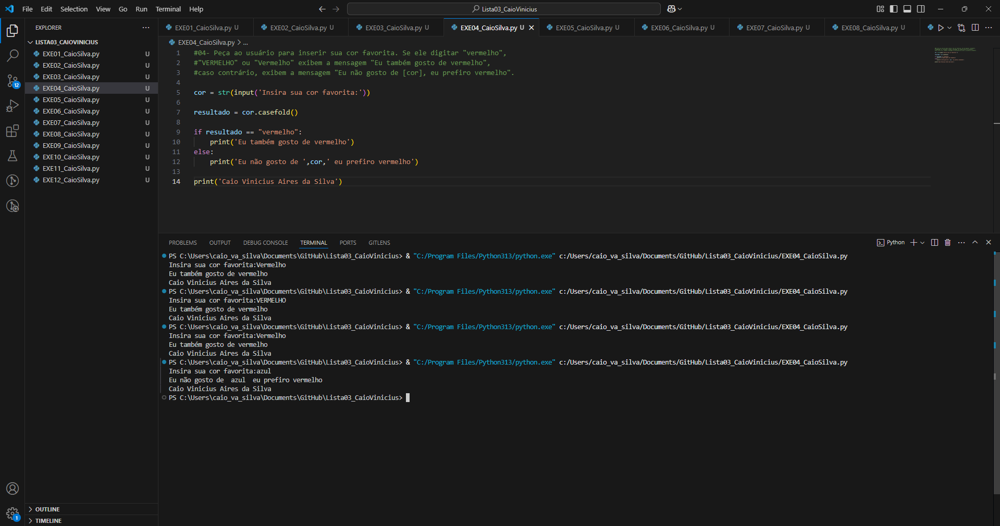 File Edit Selection View Go Run Terminal Help
Lista03_CaioVinicius
EXPLORER
LISTA03_CAIOVINICIUS
EXE01_CaioSilva.py U
EXE02_CaioSilva.py U
EXE03_CaioSilva.py U
EXE04_CaioSilva.py U
EXE05_CaioSilva.py U
EXE06_CaioSilva.py U
EXE07_CaioSilva.py U
EXE08_CaioSilva.py U
EXE09_CaioSilva.py U
EXE10_CaioSilva.py U
EXE11_CaioSilva.py U
EXE12_CaioSilva.py U
12
1
OUTLINE
TIMELINE
EXE01_CaioSilva.py U EXE02_CaioSilva.py U EXE03_CaioSilva.py U EXE04_CaioSilva.py U EXE05_CaioSilva.py U EXE06_CaioSilva.py U EXE07_CaioSilva.py U EXE08_CaioSilva.py U
EXE04_CaioSilva.py > ...
1 #04- Peça ao usuário para inserir sua cor favorita. Se ele digitar "vermelho",
2 #"VERMELHO" ou "Vermelho" exibem a mensagem "Eu também gosto de vermelho",
3 #caso contrário, exibem a mensagem "Eu não gosto de [cor], eu prefiro vermelho".
4
5 cor = str(input('Insira sua cor favorita:'))
6
7 resultado = cor.casefold()
8
9 if resultado == "vermelho":
10 print('Eu também gosto de vermelho')
11 else:
12 print('Eu não gosto de ',cor,' eu prefiro vermelho')
13
14 print('Caio Vinicius Aires da Silva')
PROBLEMS OUTPUT DEBUG CONSOLE TERMINAL PORTS GITLENS
Python
PS C:\Users\caio_va_silva\Documents\GitHub\Lista03_CaioVinicius> & "C:/Program Files/Python313/python.exe" c:/Users/caio_va_silva/Documents/GitHub/Lista03_CaioVinicius/EXE04_CaioSilva.py
Insira sua cor favorita:Vermelho
Eu também gosto de vermelho
Caio Vinicius Aires da Silva
PS C:\Users\caio_va_silva\Documents\GitHub\Lista03_CaioVinicius> & "C:/Program Files/Python313/python.exe" c:/Users/caio_va_silva/Documents/GitHub/Lista03_CaioVinicius/EXE04_CaioSilva.py
Insira sua cor favorita:VERMELHO
Eu também gosto de vermelho
Caio Vinicius Aires da Silva
PS C:\Users\caio_va_silva\Documents\GitHub\Lista03_CaioVinicius> & "C:/Program Files/Python313/python.exe" c:/Users/caio_va_silva/Documents/GitHub/Lista03_CaioVinicius/EXE04_CaioSilva.py
Insira sua cor favorita:Vermelho
Eu também gosto de vermelho
Caio Vinicius Aires da Silva
PS C:\Users\caio_va_silva\Documents\GitHub\Lista03_CaioVinicius> & "C:/Program Files/Python313/python.exe" c:/Users/caio_va_silva/Documents/GitHub/Lista03_CaioVinicius/EXE04_CaioSilva.py
Insira sua cor favorita:azul
Eu não gosto de  azul  eu prefiro vermelho
Caio Vinicius Aires da Silva
PS C:\Users\caio_va_silva\Documents\GitHub\Lista03_CaioVinicius>